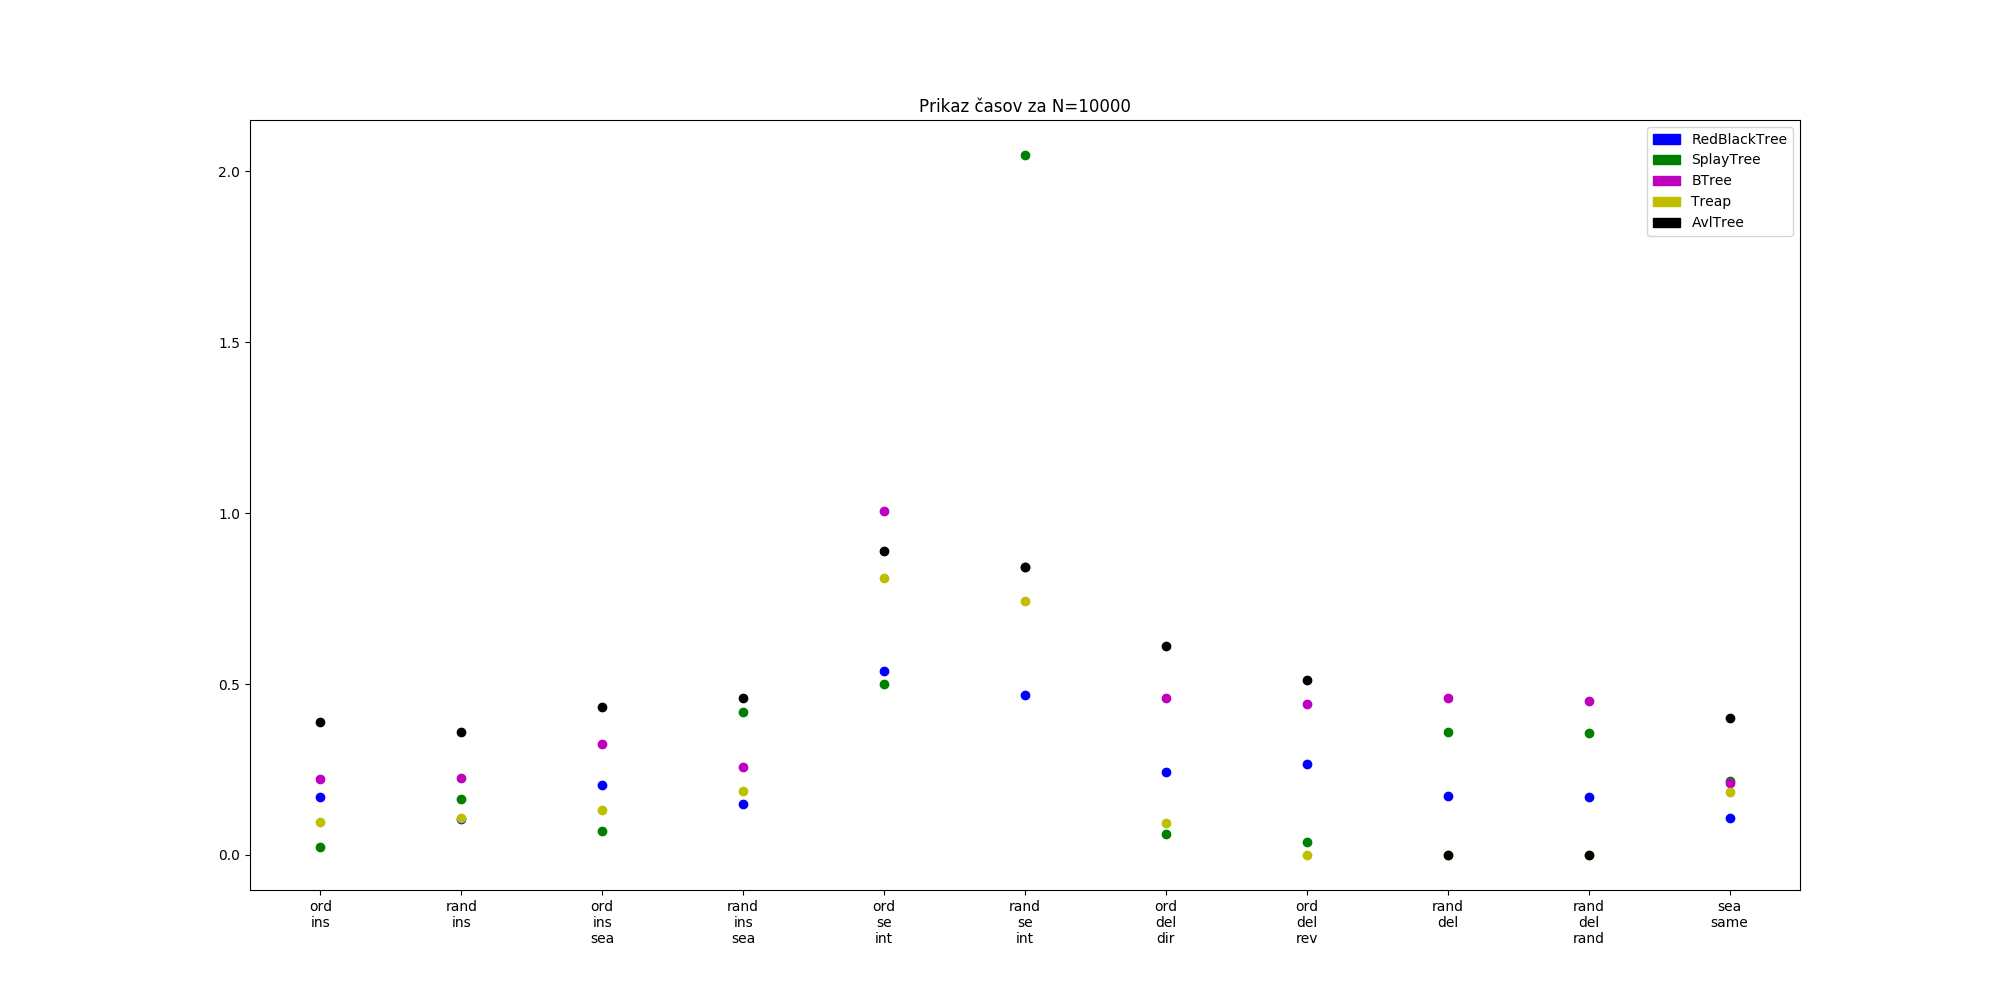 Prikaz časov za N=10000
RedBlackTree
SplayTree
BTree
Treap
AvlTree
2.0
1.5
1.0
0.5
0.0
ord
ins
rand
ins
ord
ins
sea
rand
ins
sea
ord
se
int
rand
se
int
ord
del
dir
ord
del
rev
rand
del
rand
del
rand
sea
same